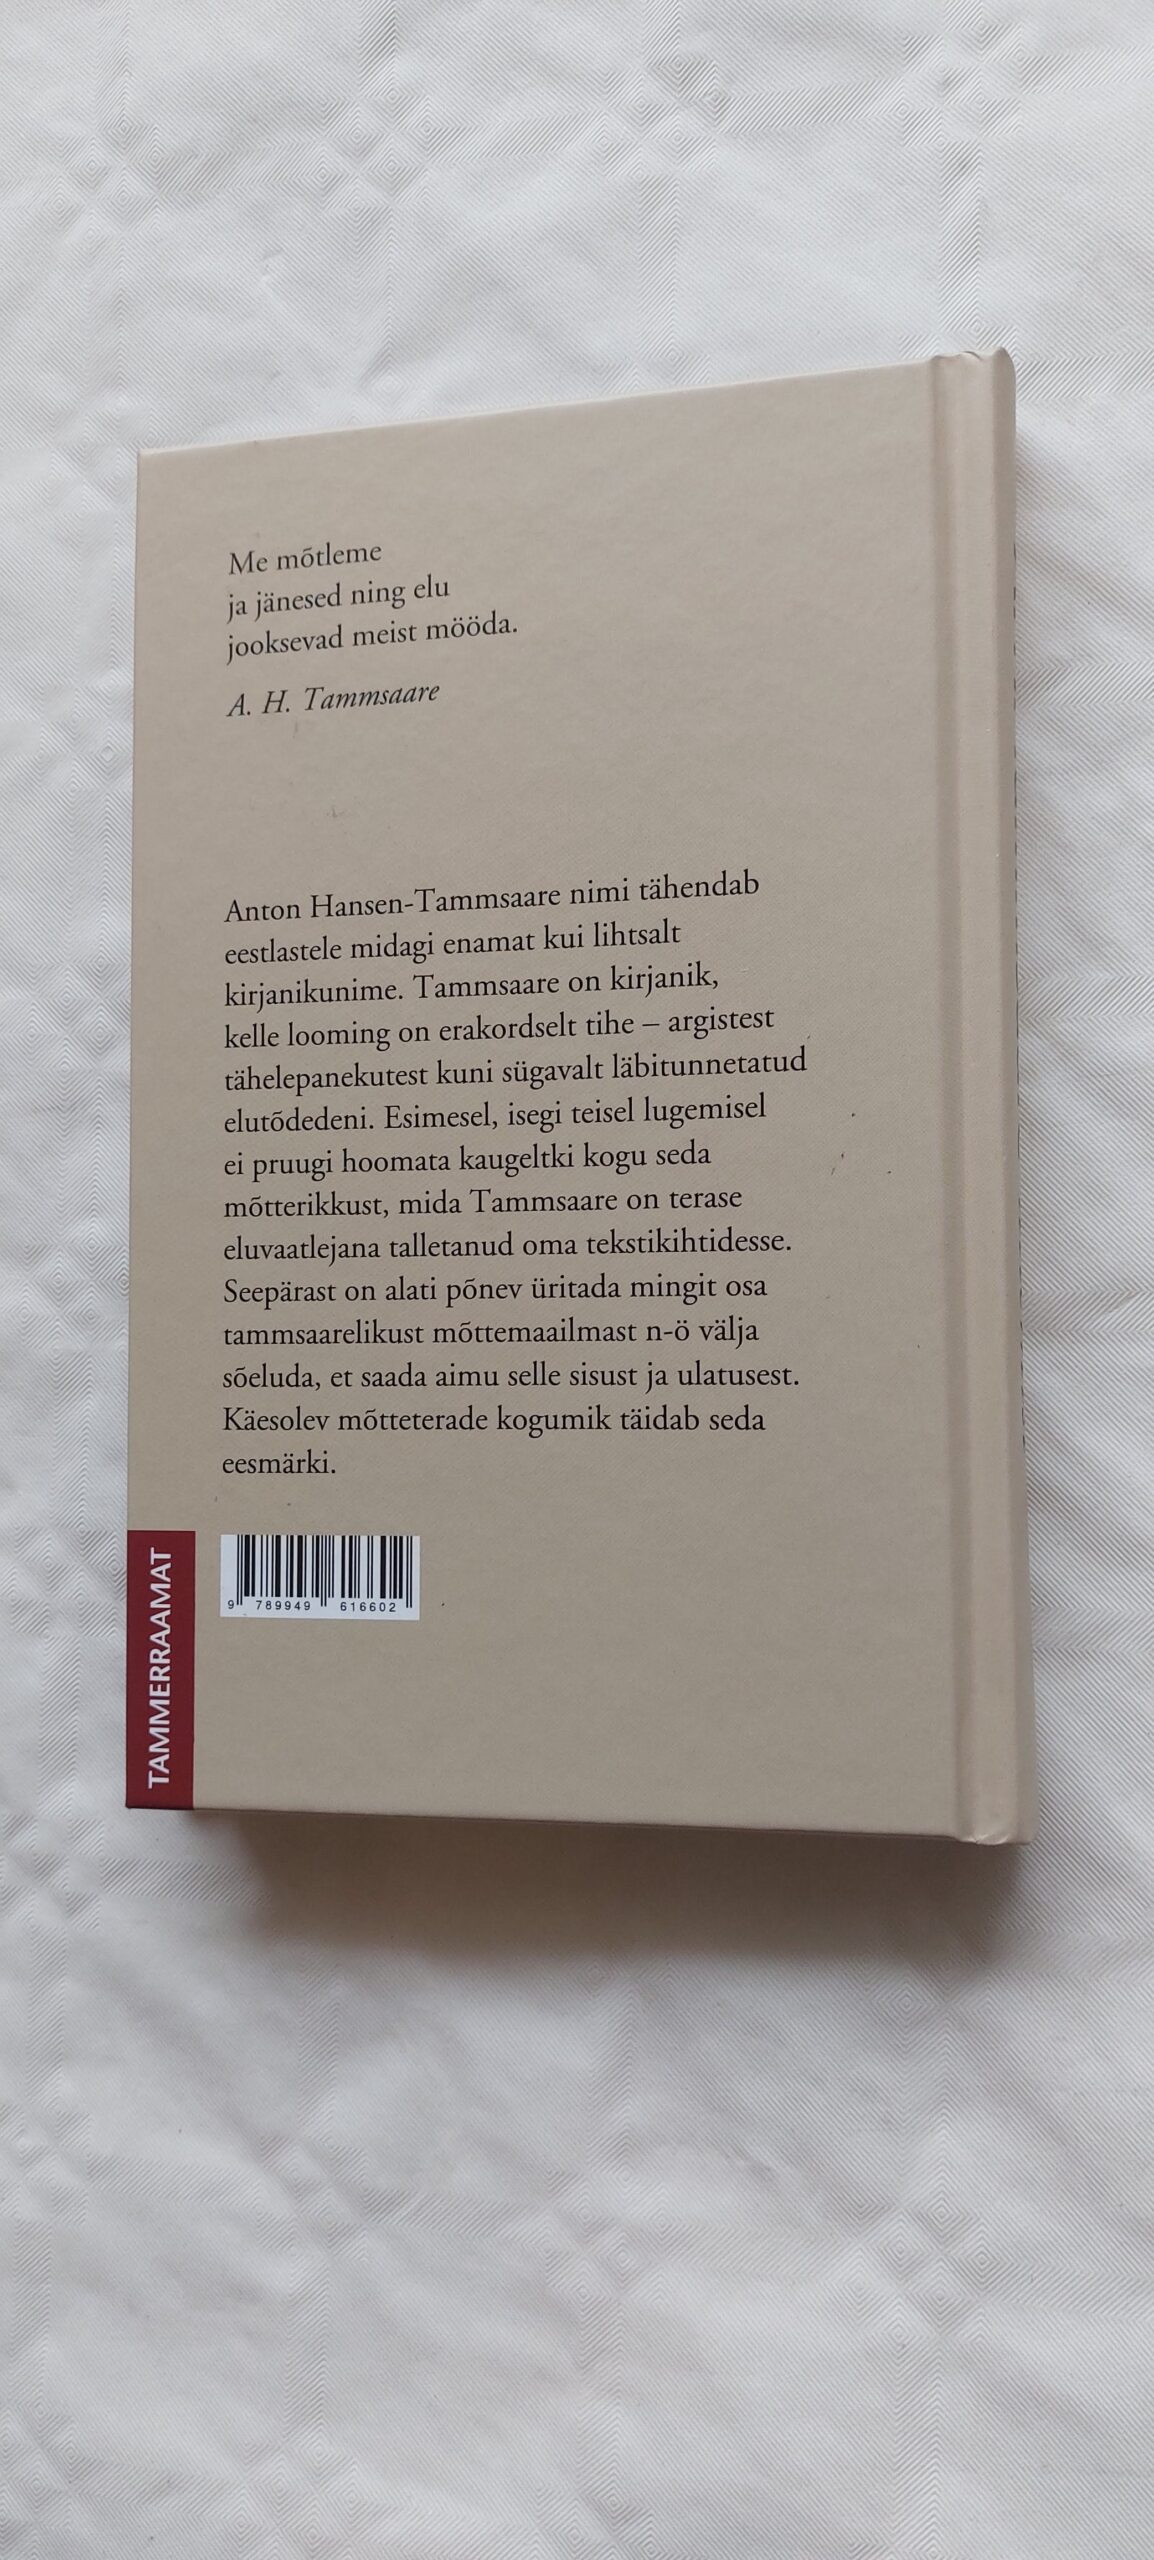 Me mõtleme
ja jänesed ning elu
jooksevad meist mööda.
A. H. Tammsaare
Anton Hansen-Tammsaare nimi tähendab
eestlastele midagi enamat kui lihtsalt
kirjanikunime. Tammsaare on kirjanik,
kelle looming on erakordselt tihe – argistest
tähelepanekutest kuni sügavalt läbitunnetatud
elutõdedeni. Esimesel, isegi teisel lugemisel
ei pruugi hoomata kaugeltki kogu seda
mõtterikkust, mida Tammsaare on terase
eluvaatlejana talletanud oma tekstikihtidesse.
Seepärast on alati põnev üritada mingit osa
tammsaarelikust mõttemaailmast n-ö välja
sõeluda, et saada aimu selle sisust ja ulatusest.
Käesolev mõtteterade kogumik täidab seda
eesmärki.
9 789949 616602
TAMMERRAAMAT